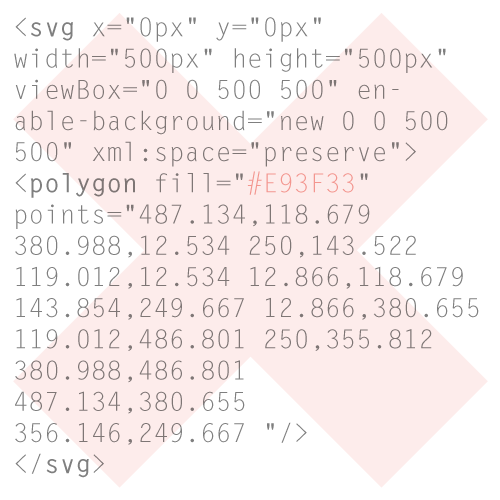 <svg x="0px" y="0px"
width="500px" height="500px"
viewBox="0 0 500 500" en-
able-background="new 0 0 500
500" xml:space="preserve">
<polygon fill="#E93F33"
points="487.134,118.679
380.988,12.534 250,143.522
119.012,12.534 12.866,118.679
143.854,249.667 12.866,380.655
119.012,486.801 250,355.812
380.988,486.801
487.134,380.655
356.146,249.667 "/>
</svg>